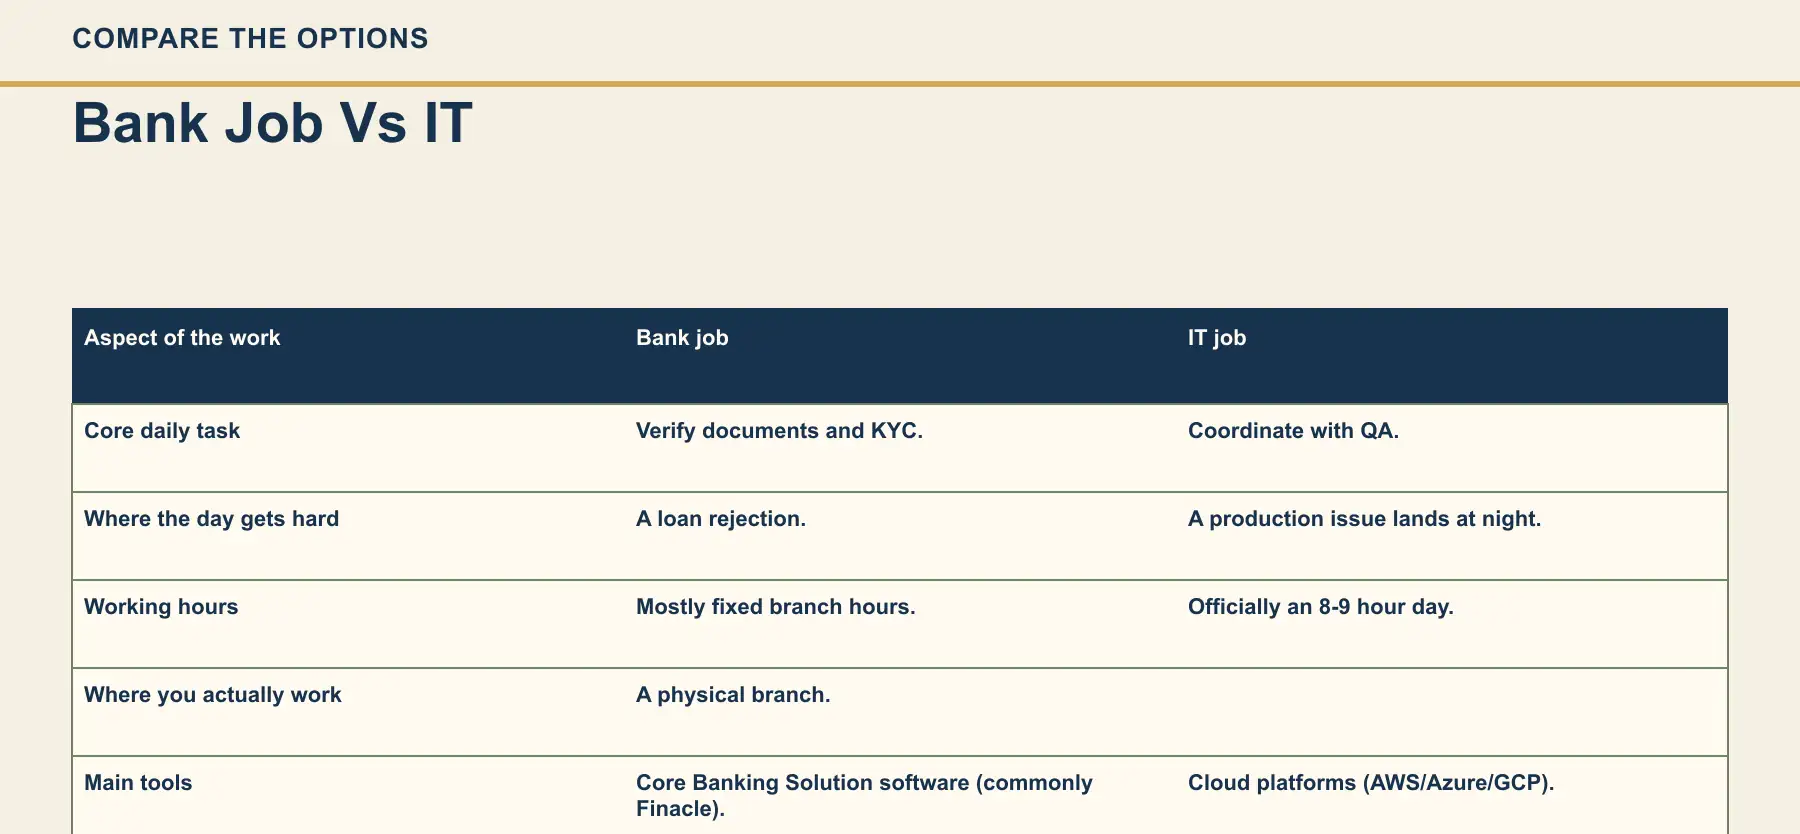 COMPARE THE OPTIONS
Bank Job Vs IT
Aspect of the work Bank job IT job
Core daily task Verify documents and KYC. Coordinate with QA.
Where the day gets hard A loan rejection. A production issue lands at night.
Working hours Mostly fixed branch hours. Officially an 8-9 hour day.
Where you actually work A physical branch.
Main tools Core Banking Solution software (commonly Cloud platforms (AWS/Azure/GCP).
Finacle).